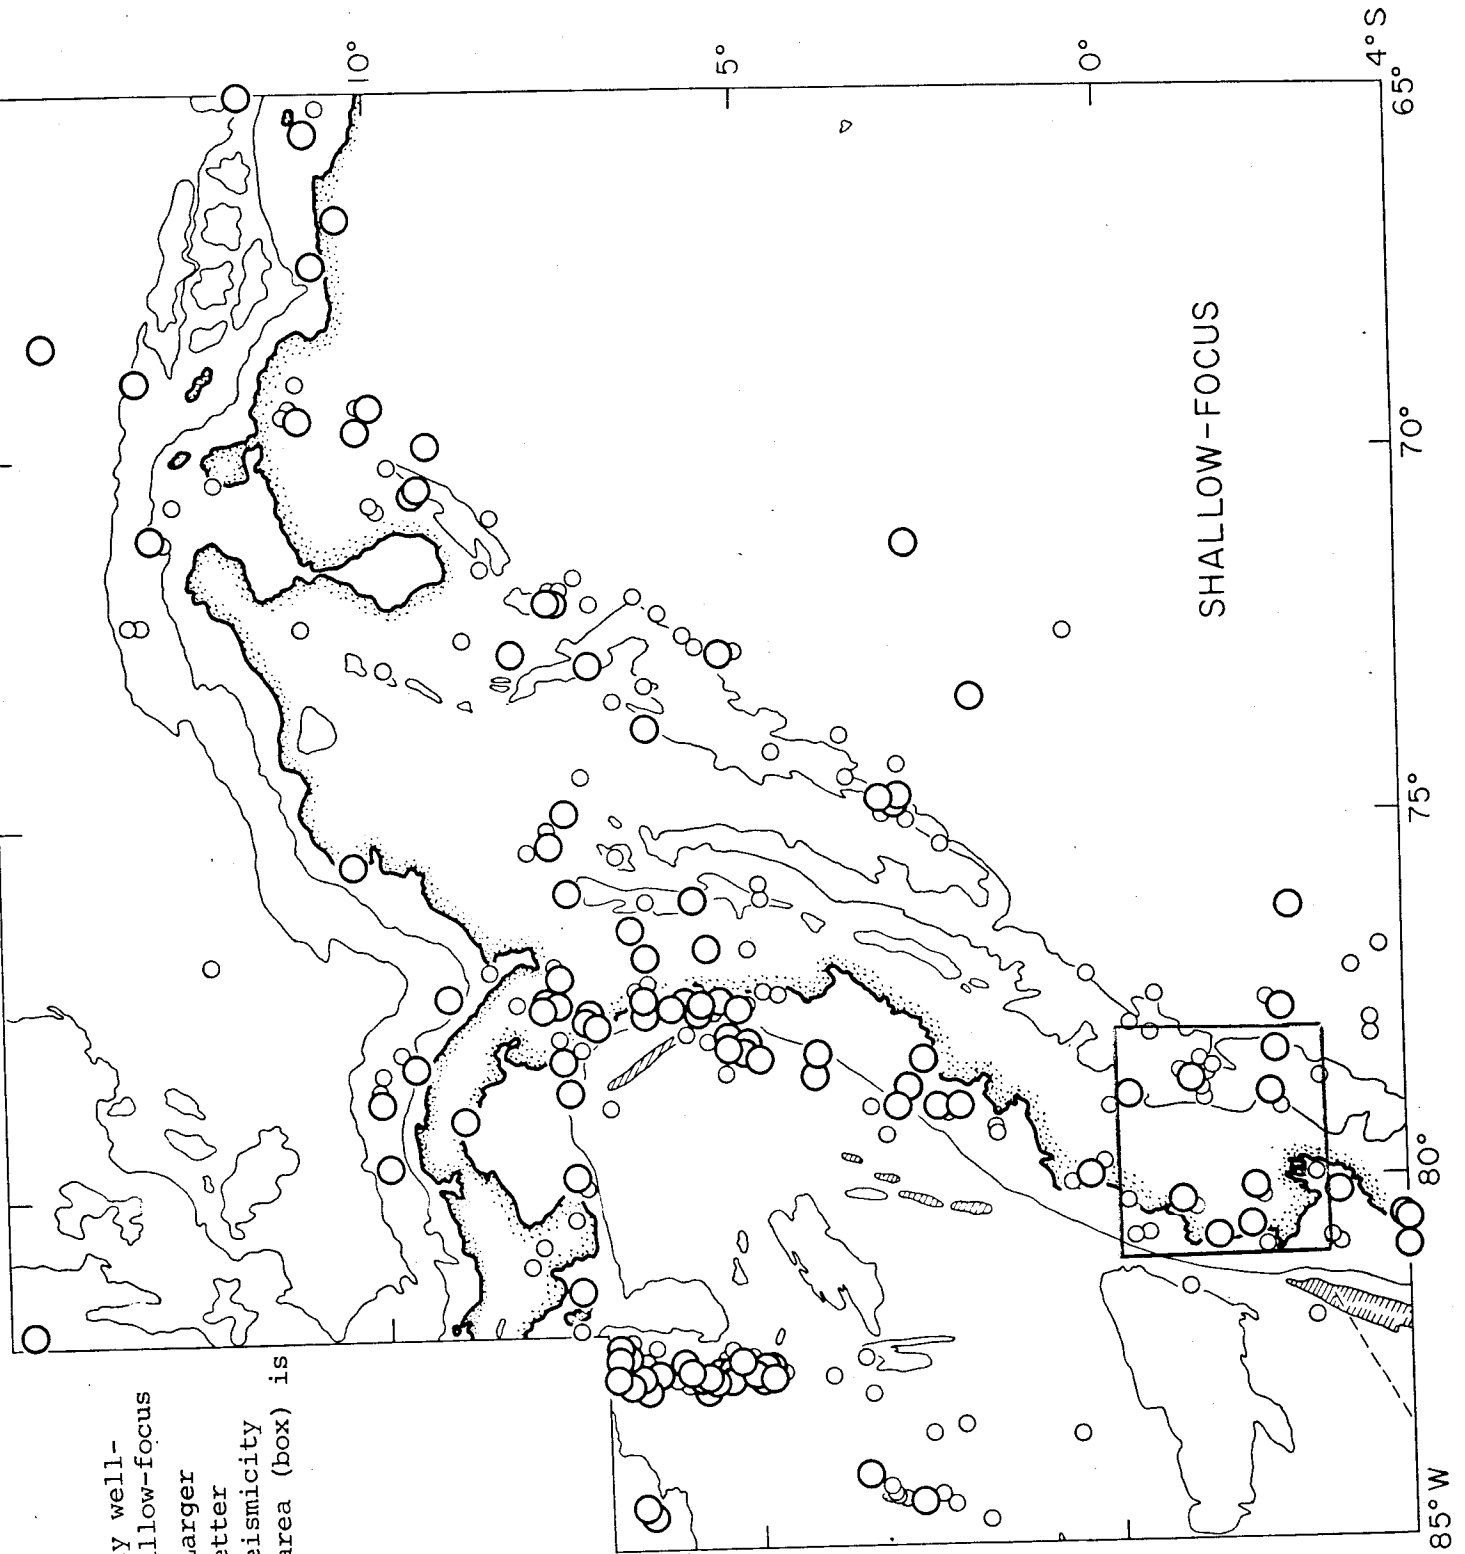 10°
5°
0°
4°S
65°
70°
75°
80°
85°W
SHALLOW-FOCUS
y well-
llow-focus
Larger
etter
eismicity
area (box) is